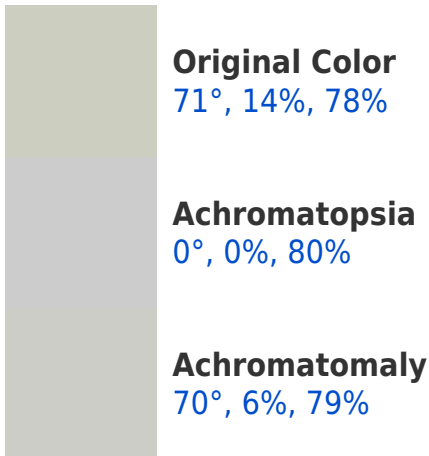 Original Color
71°, 14%, 78%
Achromatopsia
0°, 0%, 80%
Achromatomaly
70°, 6%, 79%